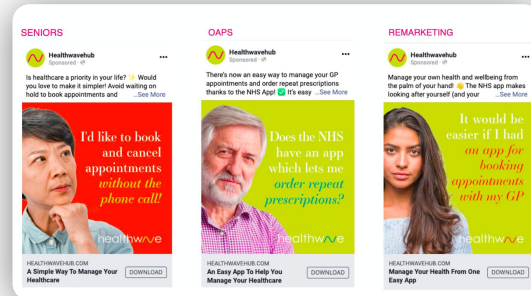 SENIORS
Healthwavehub
Sponsored ·
Is healthcare a priority in your life? ✨ Would
you love to make it simpler! Avoid waiting on
hold to book appointments and ...See More
I'd like to book
and cancel
appointments
without the
phone call!
healthwave
HEALTHWAVEHUB.COM
A Simple Way To Manage Your
Healthcare
DOWNLOAD
OAPS
Healthwavehub
Sponsored ·
There's now an easy way to manage your GP
appointments and order repeat prescriptions
thanks to the NHS App! ✅ It's easy ...See More
Does the NHS
have an app
which lets me
order repeat
prescriptions?
healthwave
HEALTHWAVEHUB.COM
An Easy App To Help You
Manage Your Healthcare
DOWNLOAD
REMARKETING
Healthwavehub
Sponsored ·
Manage your own health and wellbeing from
the palm of your hand! 👋 The NHS app makes
looking after yourself (and your ...See More
It would be
easier if I had
an app for
booking
appointments
with my GP
healthwave
HEALTHWAVEHUB.COM
Manage Your Health From One
Easy App
DOWNLOAD